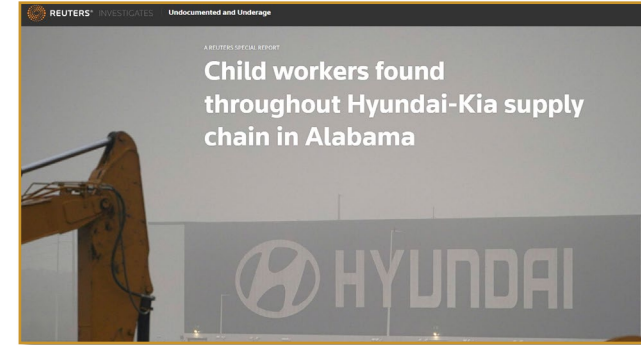 REUTERS® INVESTIGATES Undocumented and Underage
A REUTERS SPECIAL REPORT
Child workers found
throughout Hyundai-Kia supply
chain in Alabama
HYUNDAI